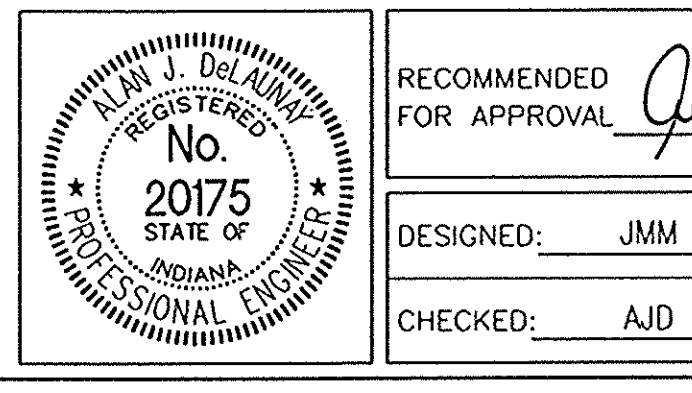 ALAN J. DeLAUNAY
REGISTERED
No.
20175
STATE OF
INDIANA
★ PROFESSIONAL ENGINEER ★
RECOMMENDED
FOR APPROVAL
DESIGNED: JMM
CHECKED: AJD